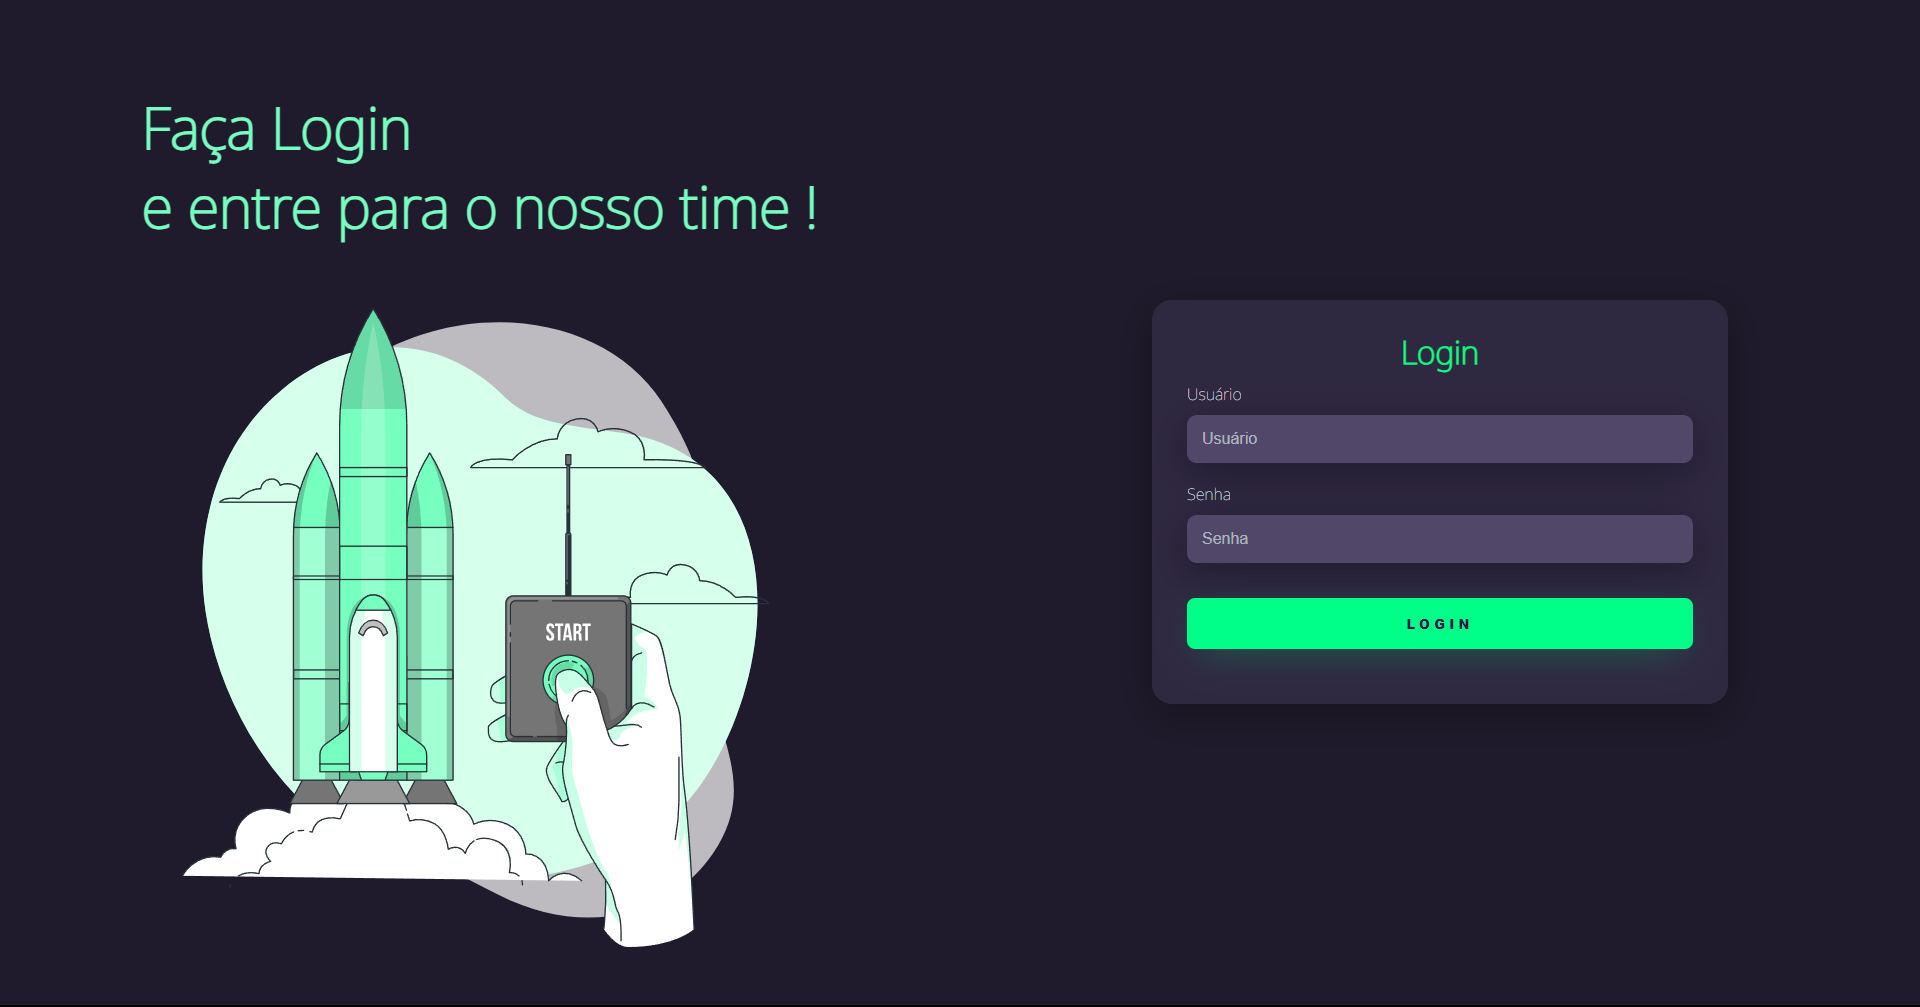 Faça Login
e entre para o nosso time !
START
Login
Usuário
Usuário
Senha
Senha
LOGIN